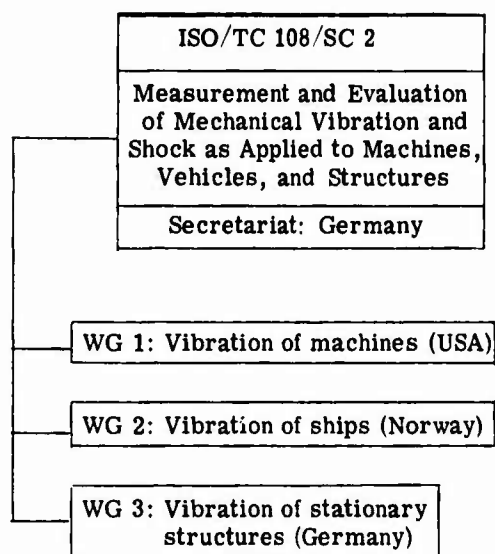 ISO/TC 108/SC 2
Measurement and Evaluation
of Mechanical Vibration and
Shock as Applied to Machines,
Vehicles, and Structures
Secretariat: Germany
WG 1: Vibration of machines (USA)
WG 2: Vibration of ships (Norway)
WG 3: Vibration of stationary
structures (Germany)